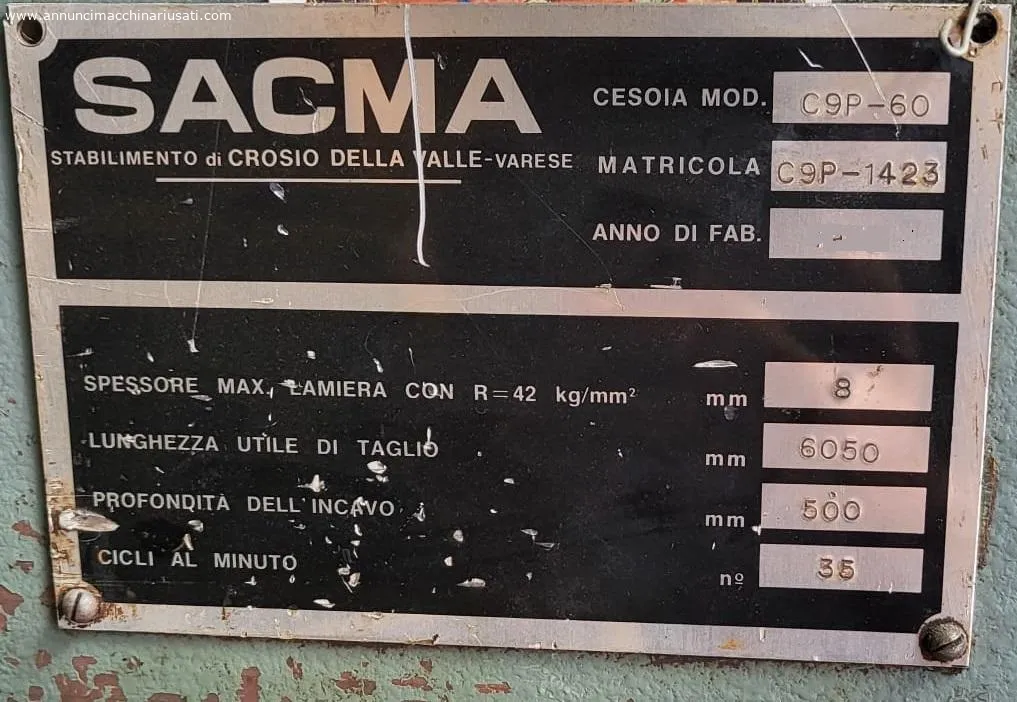 www.annuncimacchinariusati.com
SACMA
STABILIMENTO di CROSIO DELLA VALLE-VARESE
CESOIA MOD. C9P-60
MATRICOLA C9P-1423
ANNO DI FAB. -
SPESSORE MAX. LAMIERA CON R=42 kg/mm² mm 8
LUNGHEZZA UTILE DI TAGLIO mm 6050
PROFONDITÀ DELL'INCAVO mm 500
CICLI AL MINUTO nº 35